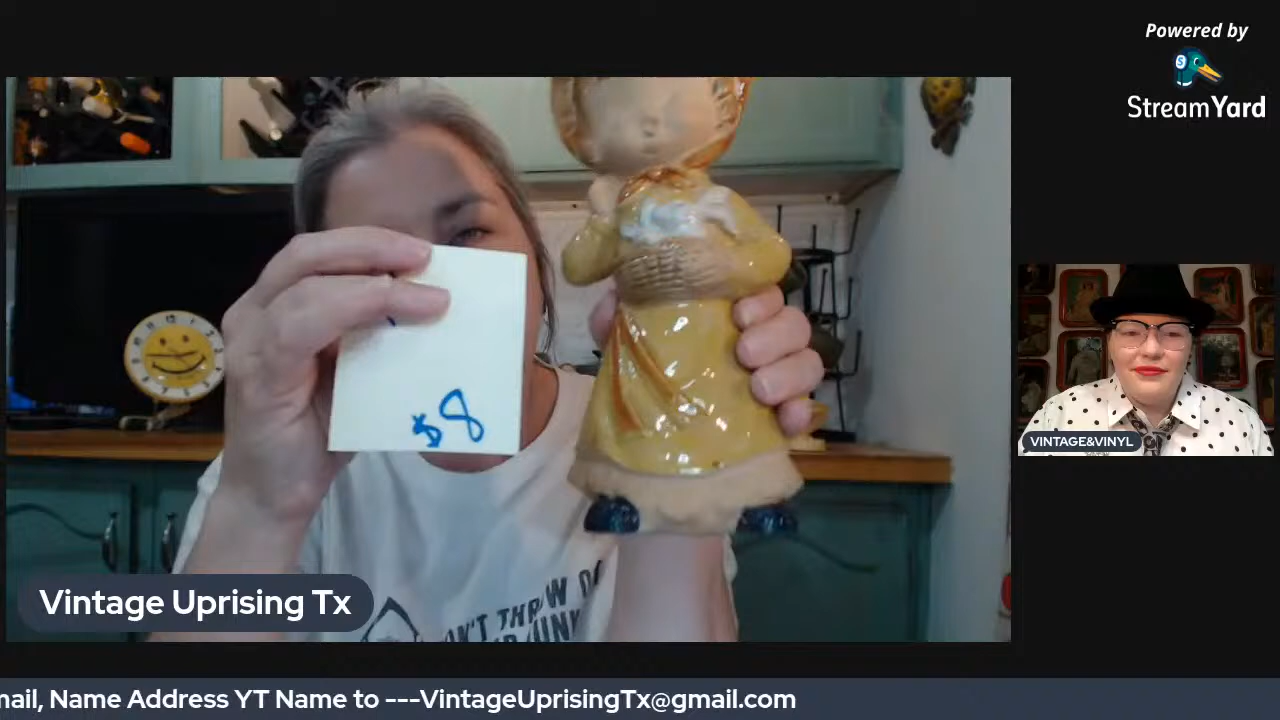 Powered by
StreamYard
$8
VINTAGE&VINYL
Vintage Uprising Tx
mail, Name Address YT Name to ---VintageUprisingTx@gmail.com